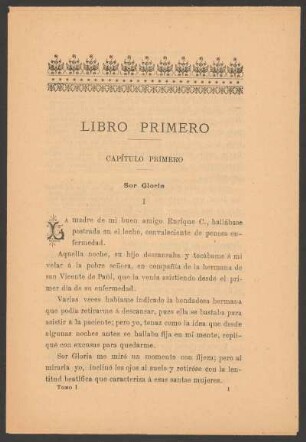 LIBRO PRIMERO
CAPÍTULO PRIMERO
Sor Gloria
I
La madre de mi buen amigo Enrique C., hallábase
postrada en el lecho, convaleciente de penosa en-
fermedad.
Aquella noche, su hijo descansaba y tocábame á mí
velar á la pobre señora, en compañía de la hermana de
san Vicente de Paúl, que la venía asistiendo desde el pri-
mer día de su enfermedad.
Varias veces habíame indicado la bondadosa hermana
que podía retirarme á descansar, pues ella se bastaba para
asistir á la paciente; pero yo, tenaz como la idea que desde
algunas noches antes se hallaba fija en mi mente, repli-
qué con excusas para quedarme.
Sor Gloria me miró un momento con fijeza; pero al
mirarla yo, inclinó los ojos al suelo y retiróse con la len-
titud beatífica que caracteriza á esas santas mujeres.
Tomo I 1